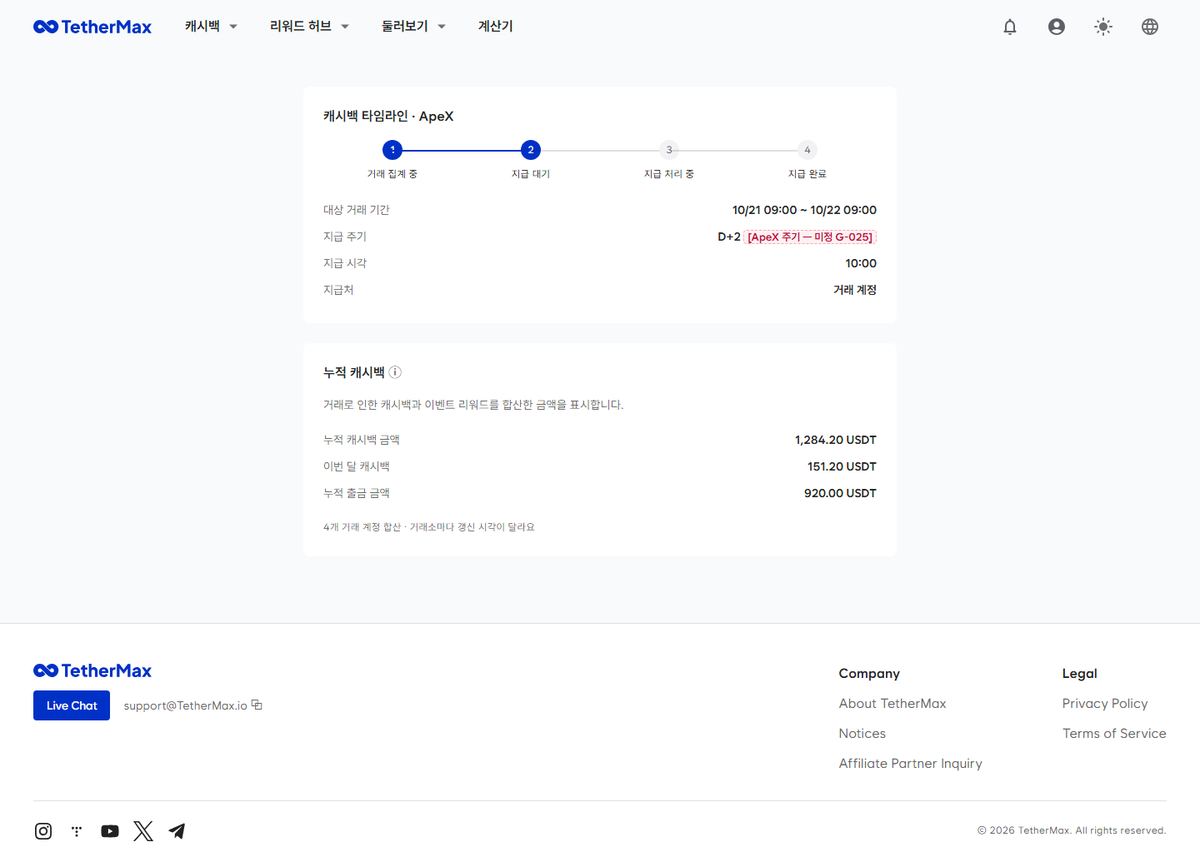 TetherMax 캐시백 리워드 허브 둘러보기 계산기
캐시백 타임라인 · ApeX
1 2 3 4
거래 집계 중 지급 대기 지급 처리 중 지급 완료
대상 거래 기간 10/21 09:00 ~ 10/22 09:00
지급 주기 D+2 [ApeX 주기 — 미정 G-025]
지급 시각 10:00
지급처 거래 계정
누적 캐시백
거래로 인한 캐시백과 이벤트 리워드를 합산한 금액을 표시합니다.
누적 캐시백 금액 1,284.20 USDT
이번 달 캐시백 151.20 USDT
누적 출금 금액 920.00 USDT
4개 거래 계정 합산 · 거래소마다 갱신 시각이 달라요
TetherMax
Live Chat support@TetherMax.io
Company
About TetherMax
Notices
Affiliate Partner Inquiry
Legal
Privacy Policy
Terms of Service
© 2026 TetherMax. All rights reserved.